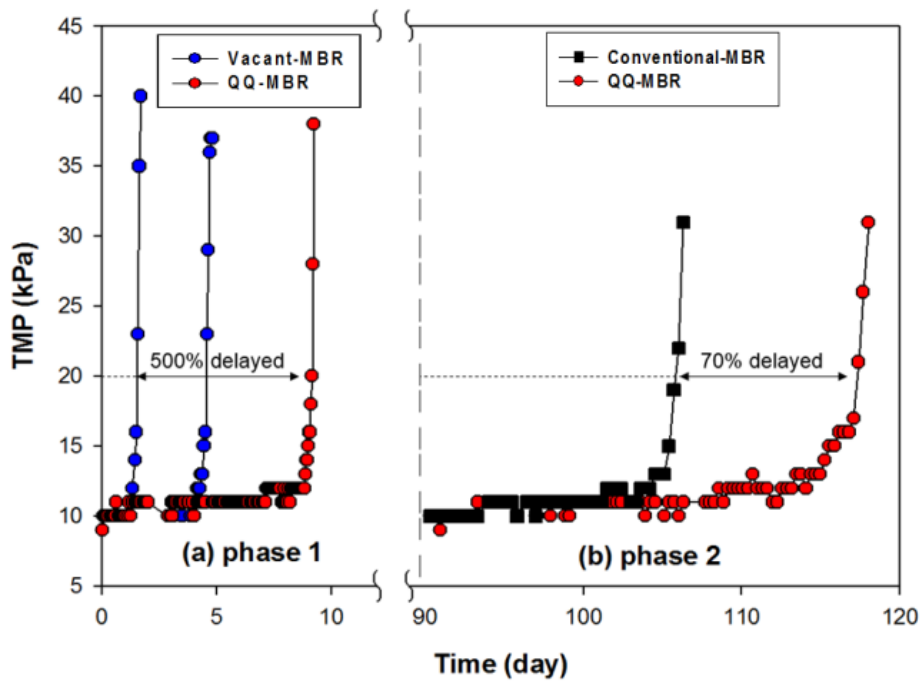 45
40
35
30
25
20
15
10
5
TMP (kPa)
Vacant-MBR
QQ-MBR
Conventional-MBR
QQ-MBR
500% delayed
70% delayed
(a) phase 1
(b) phase 2
0 5 10 90 100 110 120
Time (day)